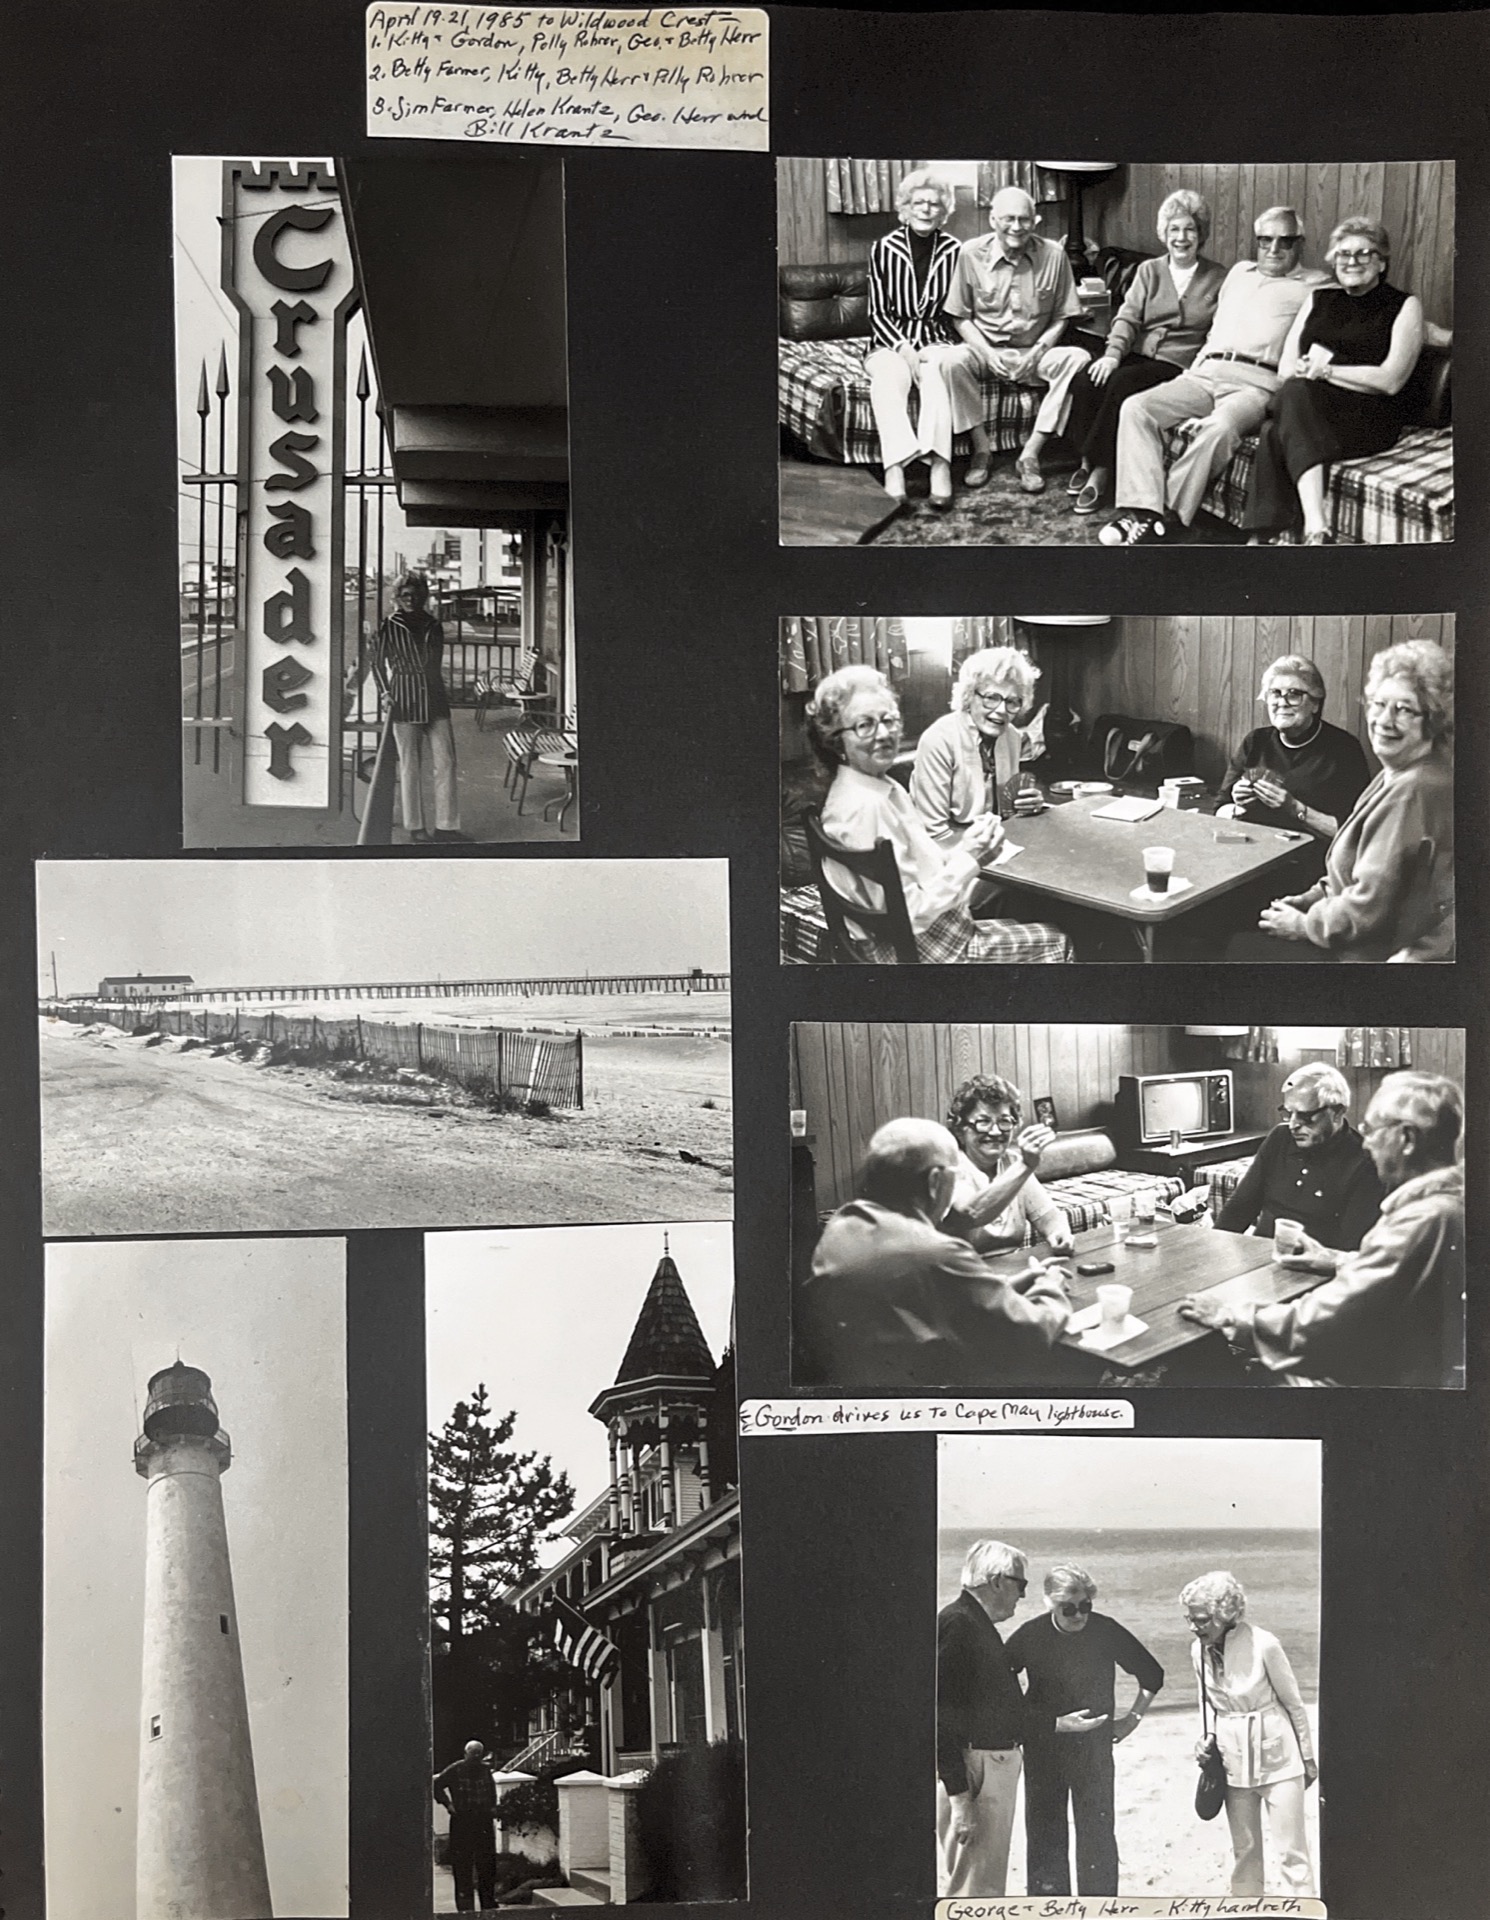 April 19-21, 1985 to Wildwood Crest-
1. Kitty + Gordon, Polly Rohrer, Geo. + Betty Herr
2. Betty Farmer, Kitty, Betty Herr + Polly Rohrer
3. Jim Farmer, Helen Krantz, Geo. Herr and
Bill Krantz
Crusader
Gordon drives us to Cape May lighthouse.
George + Betty Herr - Kitty Landreth